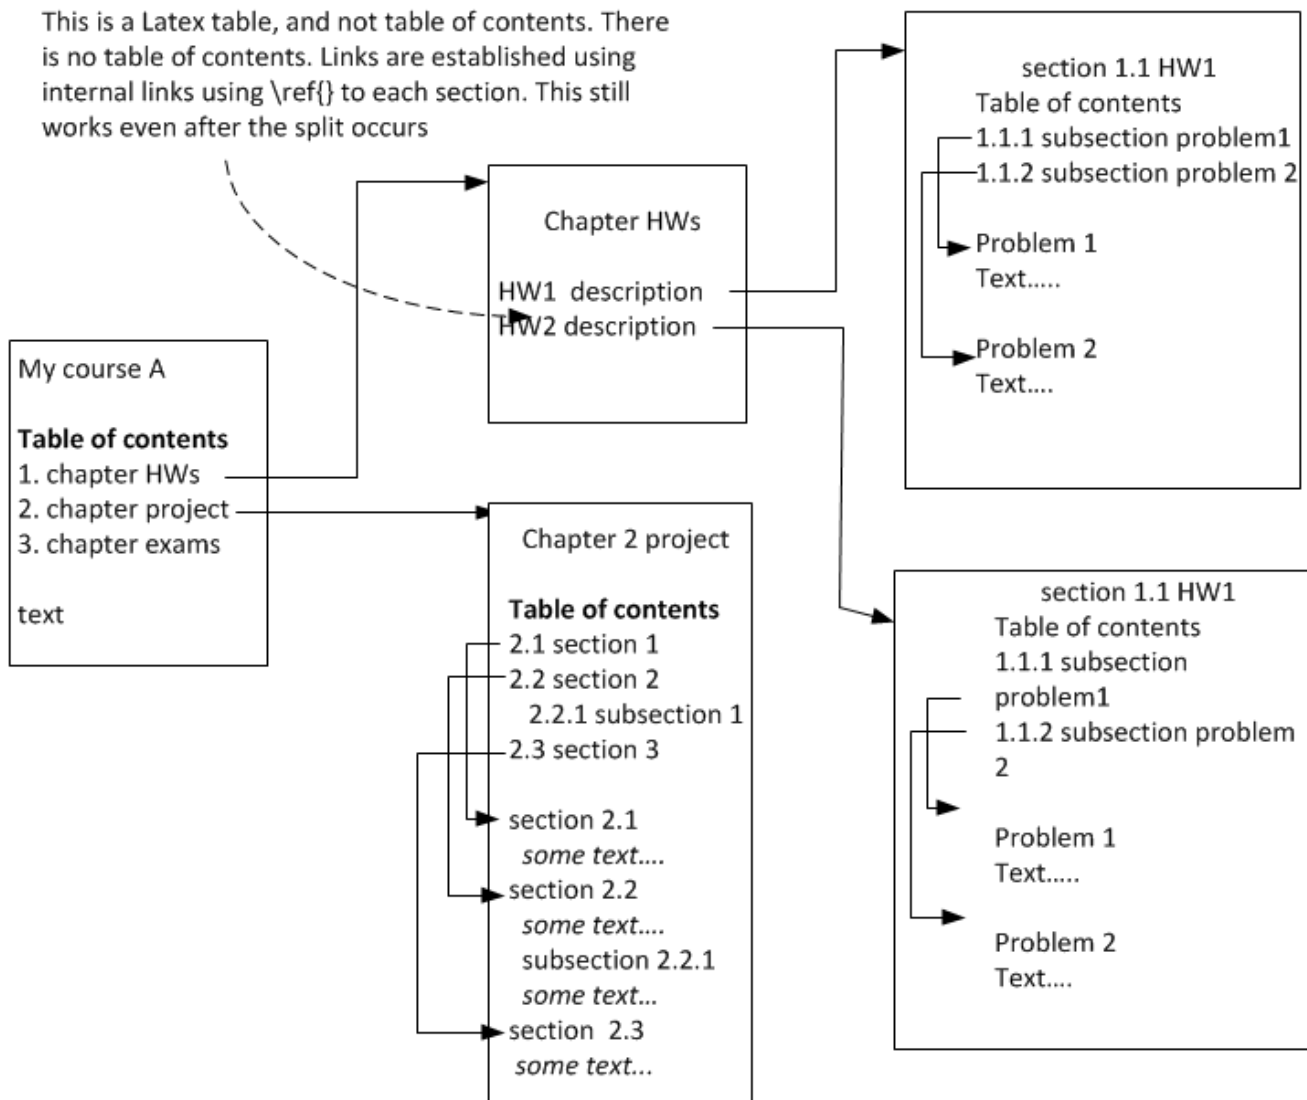 This is a Latex table, and not table of contents. There
is no table of contents. Links are established using
internal links using \ref{} to each section. This still
works even after the split occurs
My course A
Table of contents
1. chapter HWs
2. chapter project
3. chapter exams
text
Chapter HWs
HW1 description
HW2 description
Chapter 2 project
Table of contents
2.1 section 1
2.2 section 2
2.2.1 subsection 1
2.3 section 3
section 2.1
some text....
section 2.2
some text....
subsection 2.2.1
some text...
section 2.3
some text...
section 1.1 HW1
Table of contents
1.1.1 subsection problem1
1.1.2 subsection problem 2
Problem 1
Text.....
Problem 2
Text....
section 1.1 HW1
Table of contents
1.1.1 subsection
problem1
1.1.2 subsection problem
2
Problem 1
Text.....
Problem 2
Text....